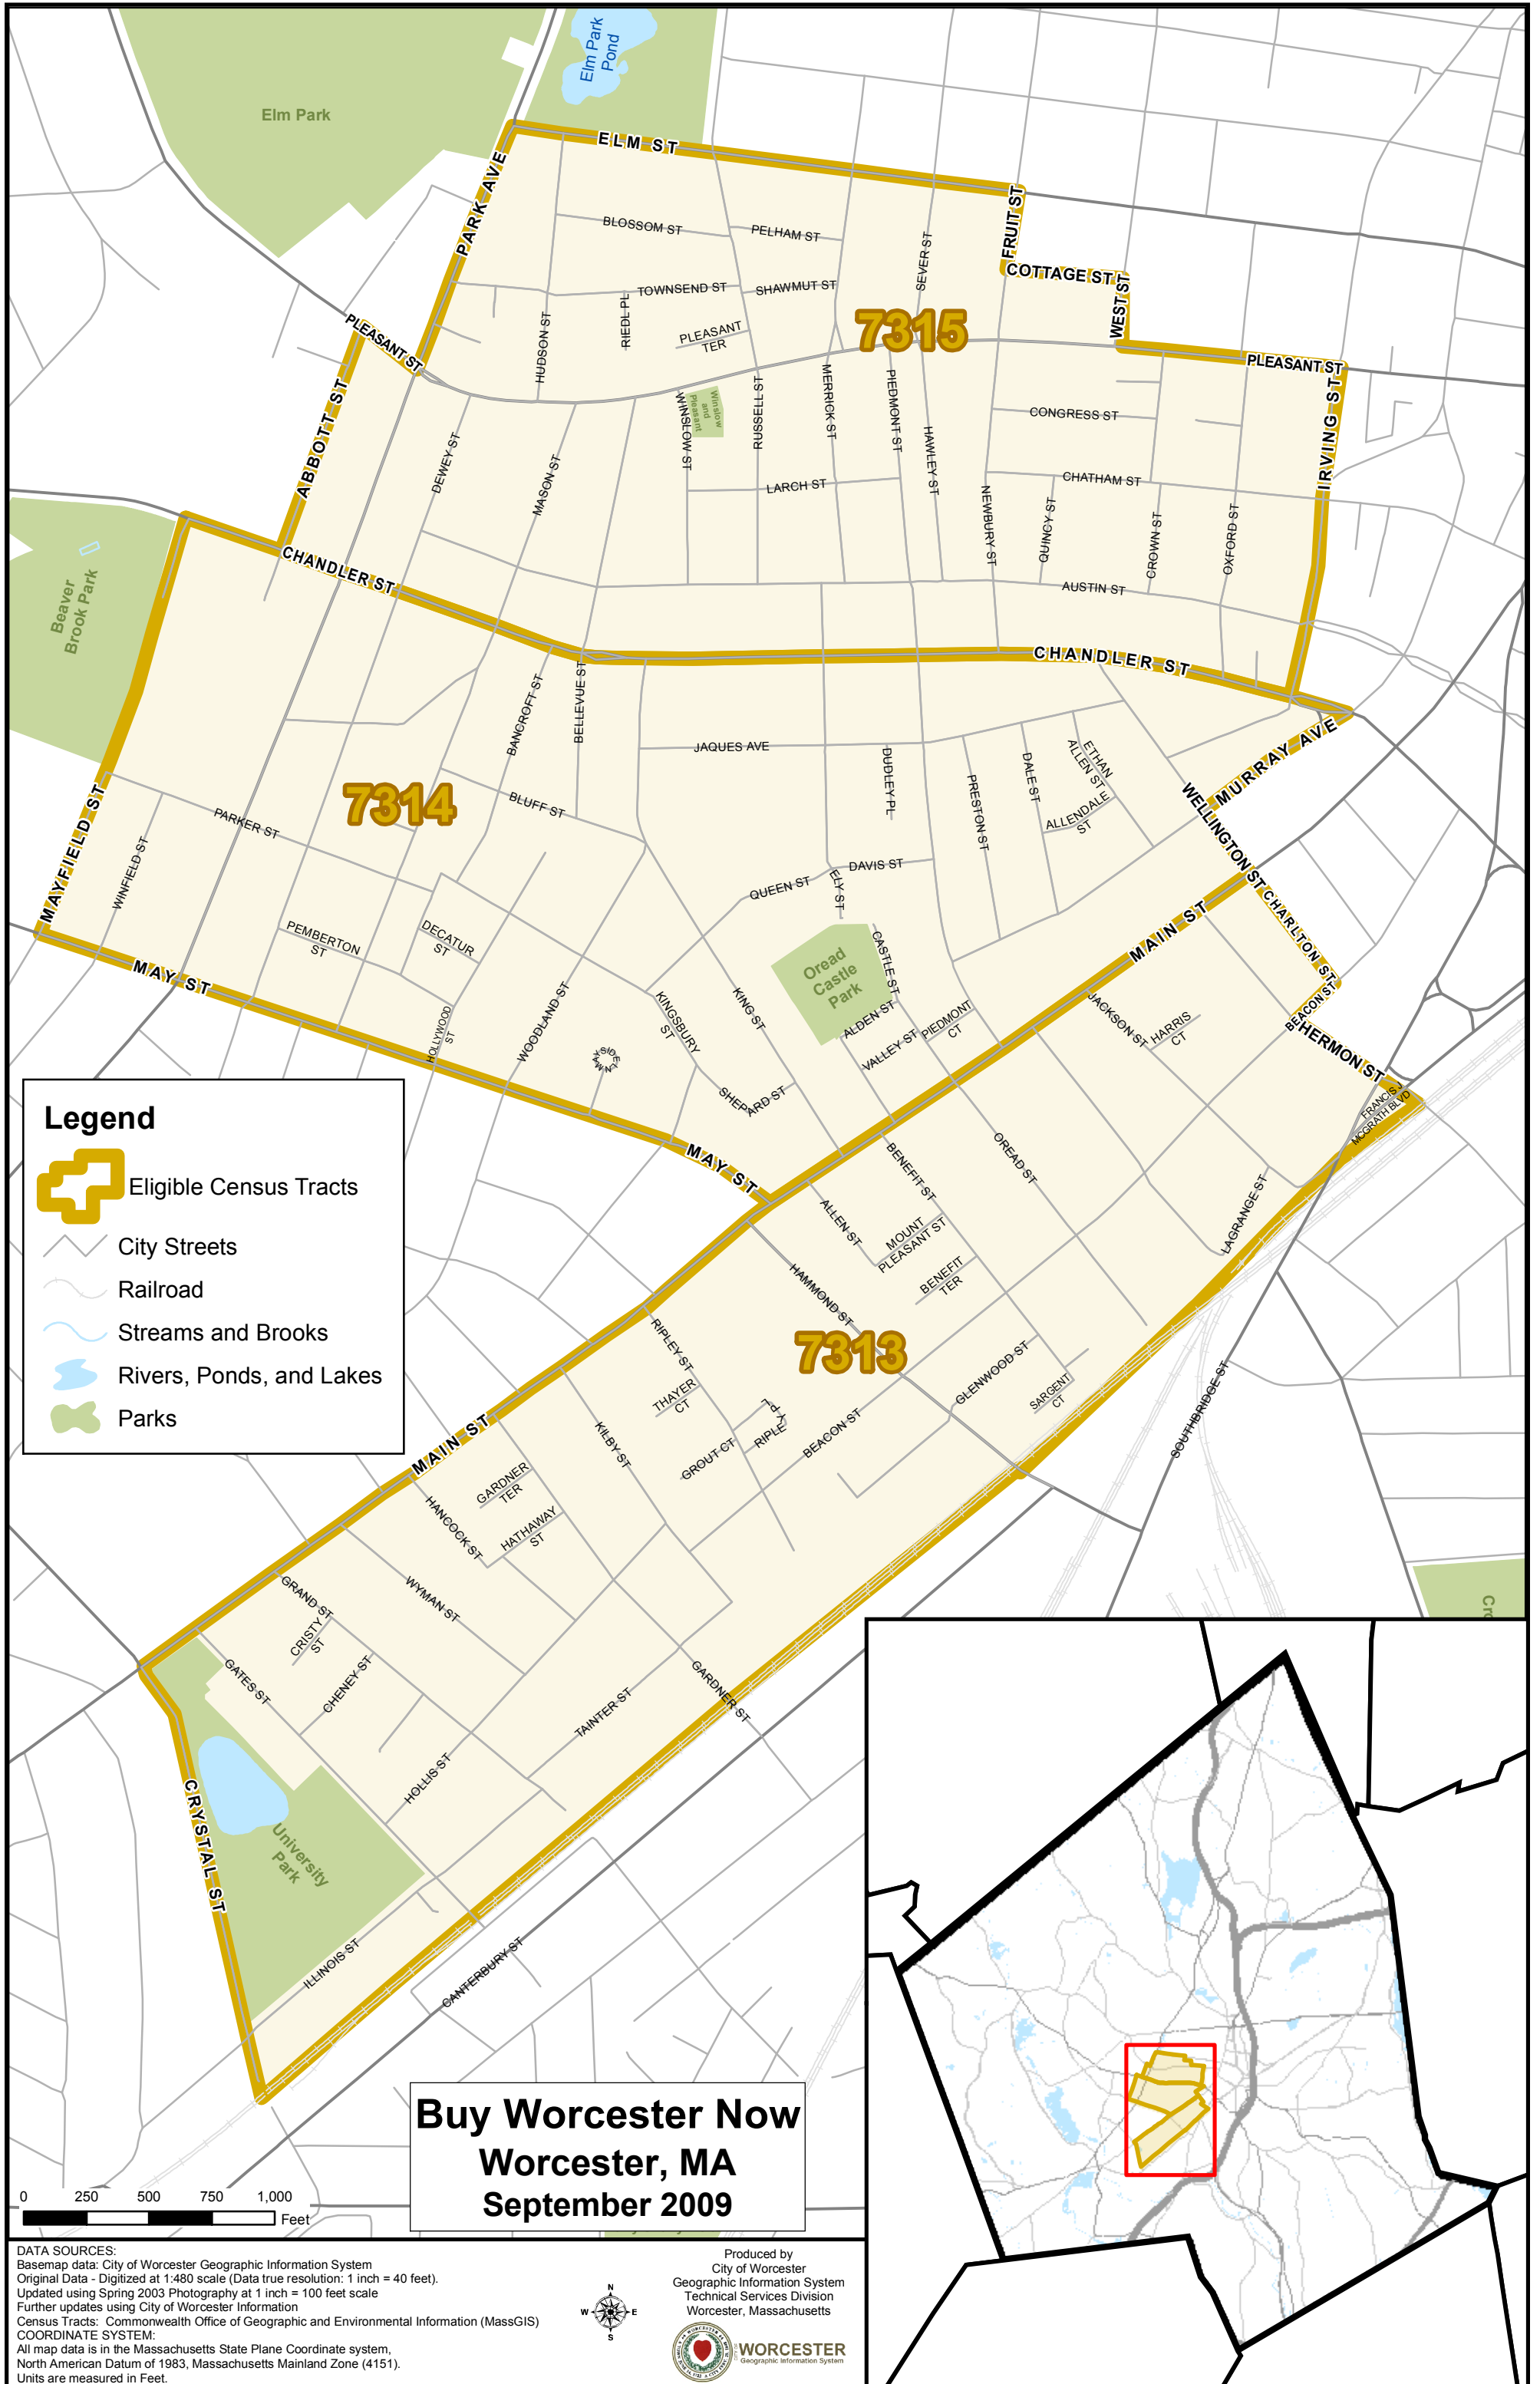 Elm Park
Pond
Elm Park
ELM ST
PARK AVE
FRUIT ST
BLOSSOM ST
PELHAM ST
SEVER ST
COTTAGE ST
WEST ST
TOWNSEND ST
SHAWMUT ST
HUDSON ST
RIEDL PL
PLEASANT
TER
7315
PLEASANT ST
PLEASANT ST
ABBOTT ST
IRVING ST
WINSLOW ST
Winslow
and
Pleasant
RUSSELL ST
MERRICK ST
PIEDMONT ST
HAWLEY ST
CONGRESS ST
DEWEY ST
MASON ST
LARCH ST
CHATHAM ST
NEWBURY ST
QUINCY ST
CROWN ST
OXFORD ST
CHANDLER ST
AUSTIN ST
Beaver
Brook Park
CHANDLER ST
BANCROFT ST
BELLEVUE ST
JAQUES AVE
DUDLEY PL
PRESTON ST
DALE ST
ETHAN
ALLEN ST
ALLENDALE
ST
MURRAY AVE
WELLINGTON ST
7314
BLUFF ST
PARKER ST
MAYFIELD ST
WINFIELD ST
DAVIS ST
QUEEN ST
ELY ST
CHARLTON ST
MAIN ST
PEMBERTON
ST
DECATUR
ST
Oread
Castle
Park
CASTLE ST
MAY ST
HOLLYWOOD
ST
WOODLAND ST
KINGSBURY
ST
KING ST
ALDEN ST
VALLEY ST
PIEDMONT
CT
JACKSON ST
HARRIS
CT
BEACON ST
HERMON ST
SHEPARD ST
FRANCIS J
MCGRATH BLVD
MAY ST
BENEFIT ST
OREAD ST
LAGRANGE ST
ALLEN ST
MOUNT
PLEASANT ST
BENEFIT
TER
HAMMOND ST
7313
Legend
Eligible Census Tracts
City Streets
Railroad
Streams and Brooks
Rivers, Ponds, and Lakes
Parks
RIPLEY ST
THAYER
CT
GLENWOOD ST
SARGENT
CT
SOUTHBRIDGE ST
MAIN ST
KILBY ST
GROUT CT
RIPLEY PL
BEACON ST
GARDNER
TER
HANCOCK ST
HATHAWAY
ST
GRAND ST
CRISTY
ST
WYMAN ST
GATES ST
CHENEY ST
TAINTER ST
GARDNER ST
HOLLIS ST
CRYSTAL ST
University
Park
ILLINOIS ST
CANTERBURY ST
Buy Worcester Now
Worcester, MA
September 2009
0 250 500 750 1,000
Feet
DATA SOURCES:
Basemap data: City of Worcester Geographic Information System
Original Data - Digitized at 1:480 scale (Data true resolution: 1 inch = 40 feet).
Updated using Spring 2003 Photography at 1 inch = 100 feet scale
Further updates using City of Worcester Information
Census Tracts: Commonwealth Office of Geographic and Environmental Information (MassGIS)
COORDINATE SYSTEM:
All map data is in the Massachusetts State Plane Coordinate system,
North American Datum of 1983, Massachusetts Mainland Zone (4151).
Units are measured in Feet.
N
W E
S
Produced by
City of Worcester
Geographic Information System
Technical Services Division
Worcester, Massachusetts
WORCESTER
Geographic Information System